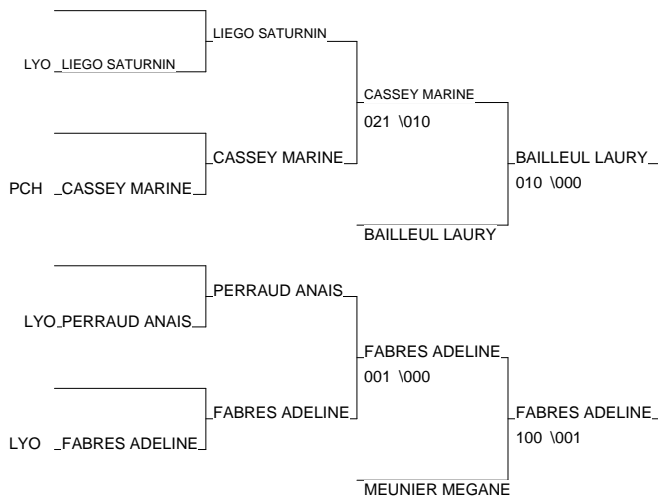 LIEGO SATURNIN
LYO LIEGO SATURNIN
CASSEY MARINE
021 \010
CASSEY MARINE
BAILLEUL LAURY
PCH CASSEY MARINE
010 \000
BAILLEUL LAURY
PERRAUD ANAIS
LYO PERRAUD ANAIS
FABRES ADELINE
001 \000
FABRES ADELINE
FABRES ADELINE
LYO FABRES ADELINE
100 \001
MEUNIER MEGANE